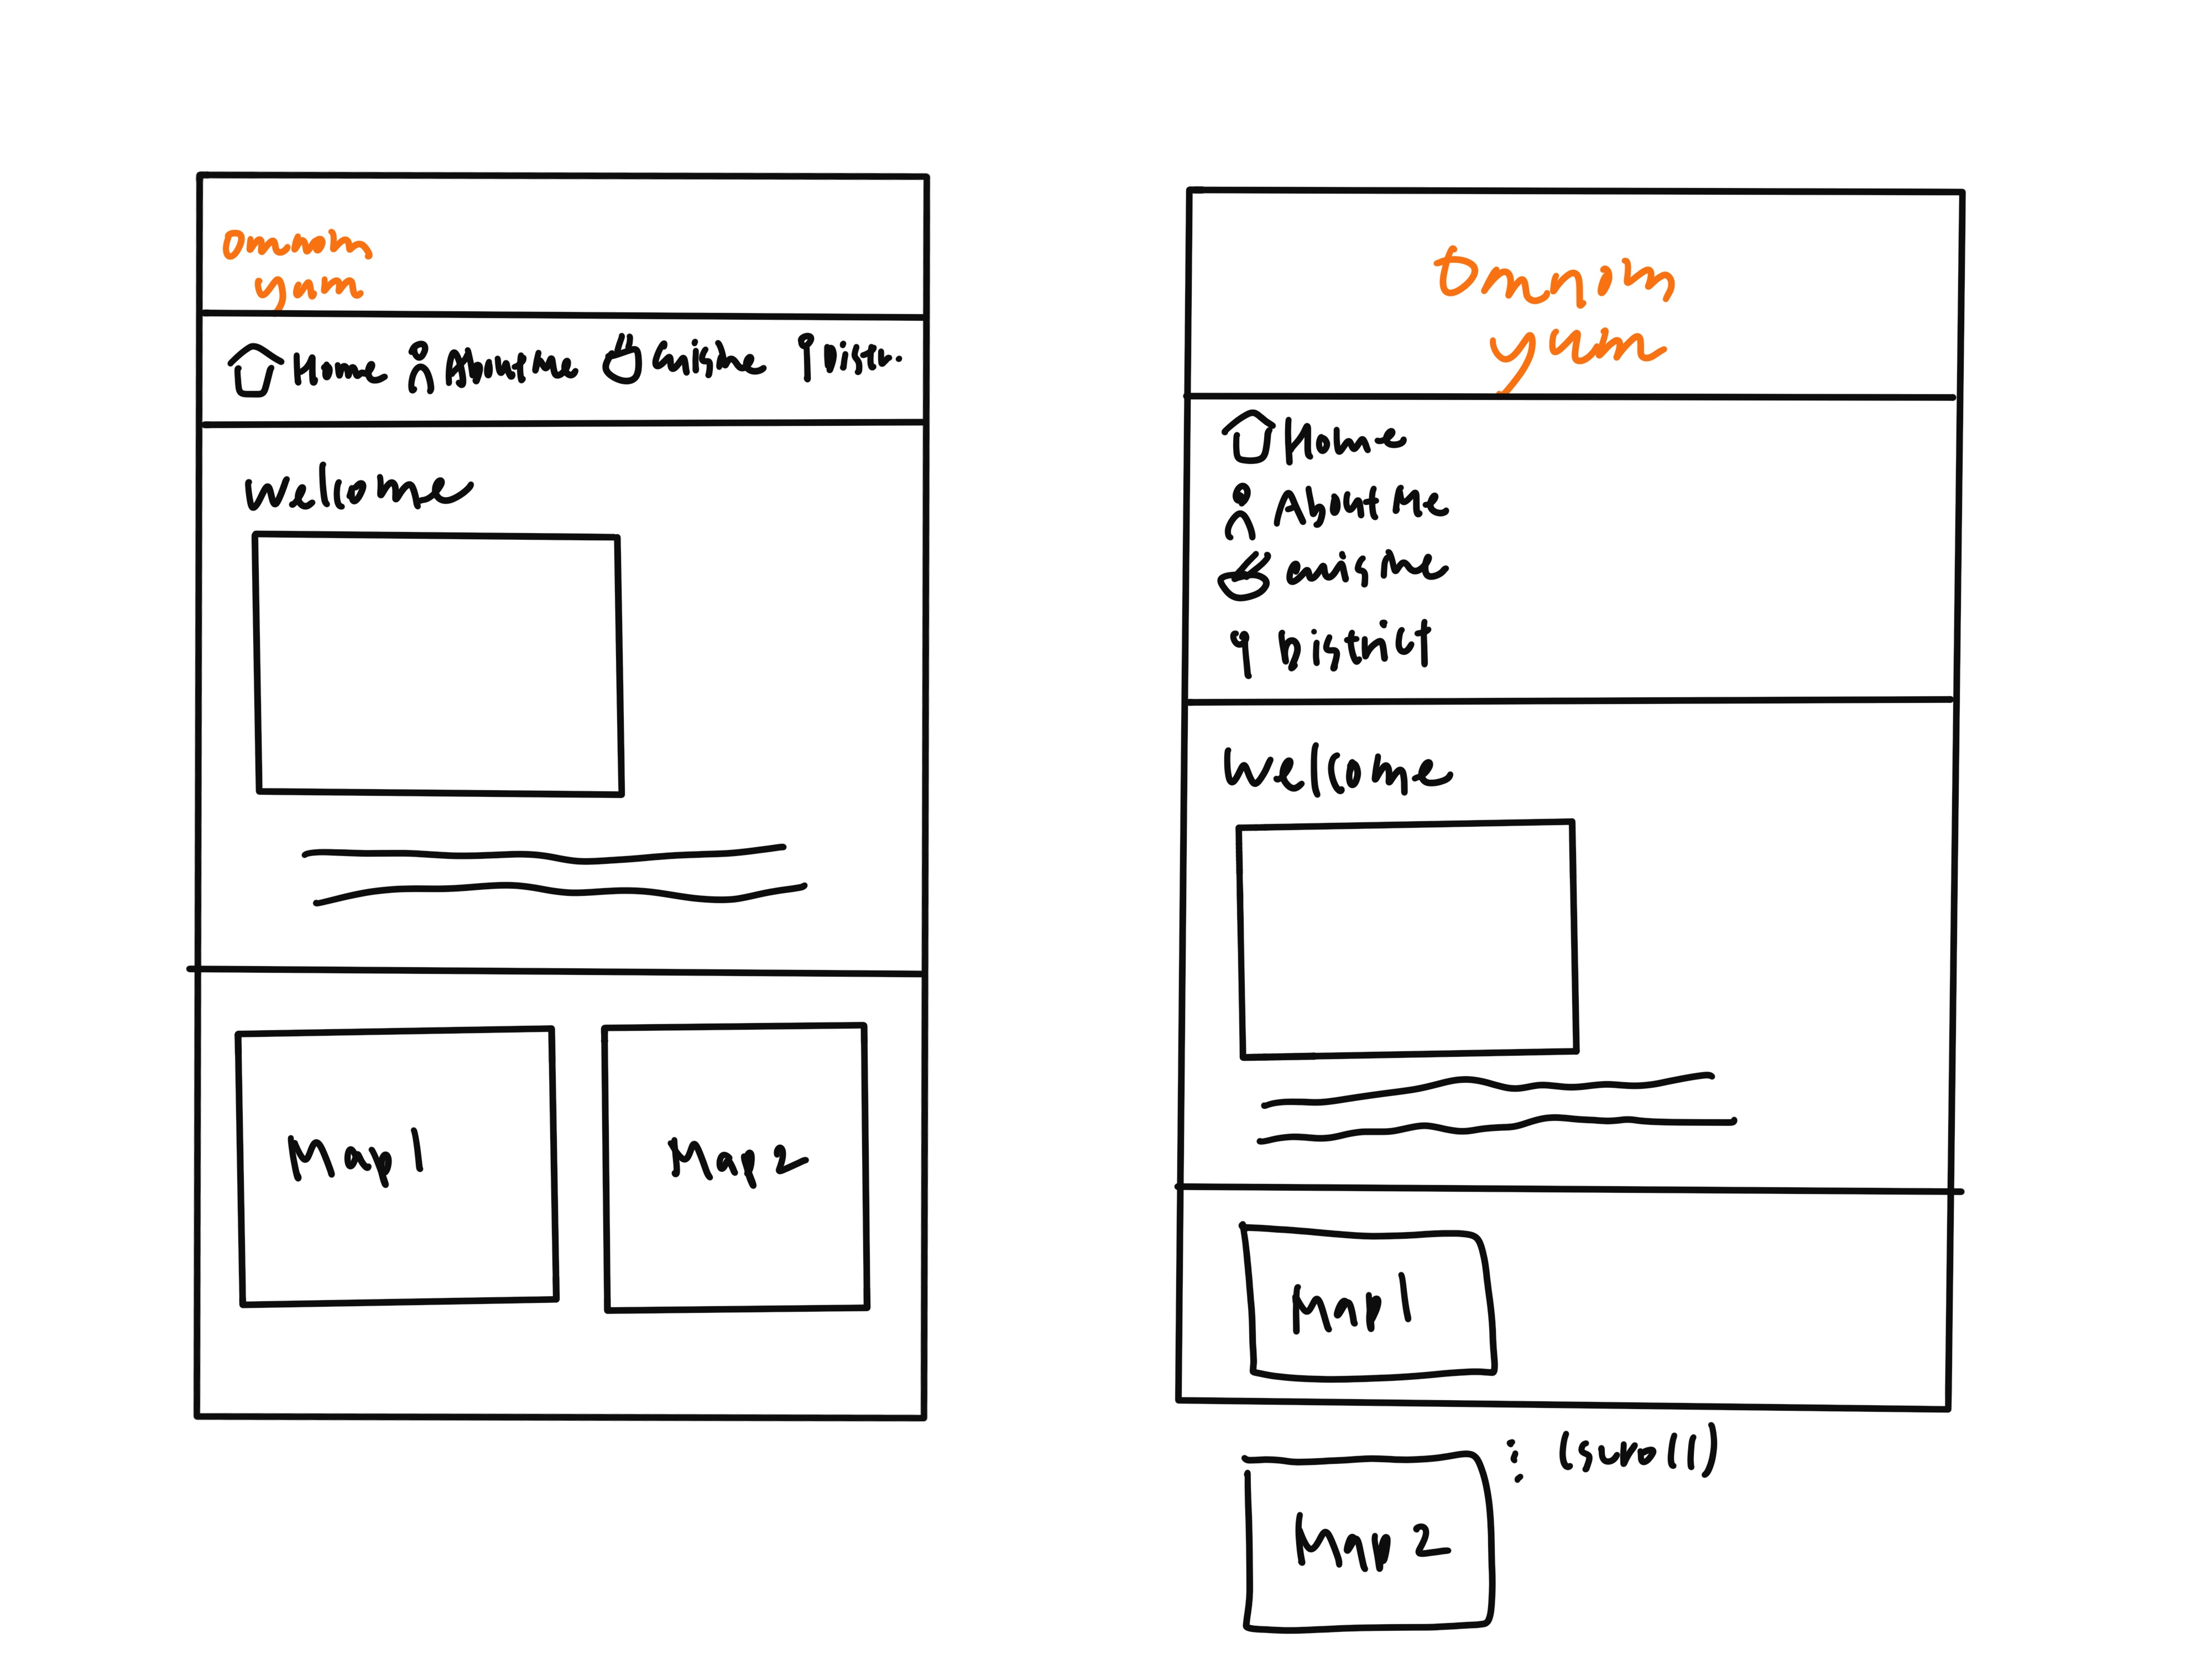 Omnom
yum
Home About Me Cuisine Distr..
Welcome
Map 1
Map 2
Omnom
yum
Home
About Me
Cuisine
District
Welcome
Map 1
(scroll)
Map 2